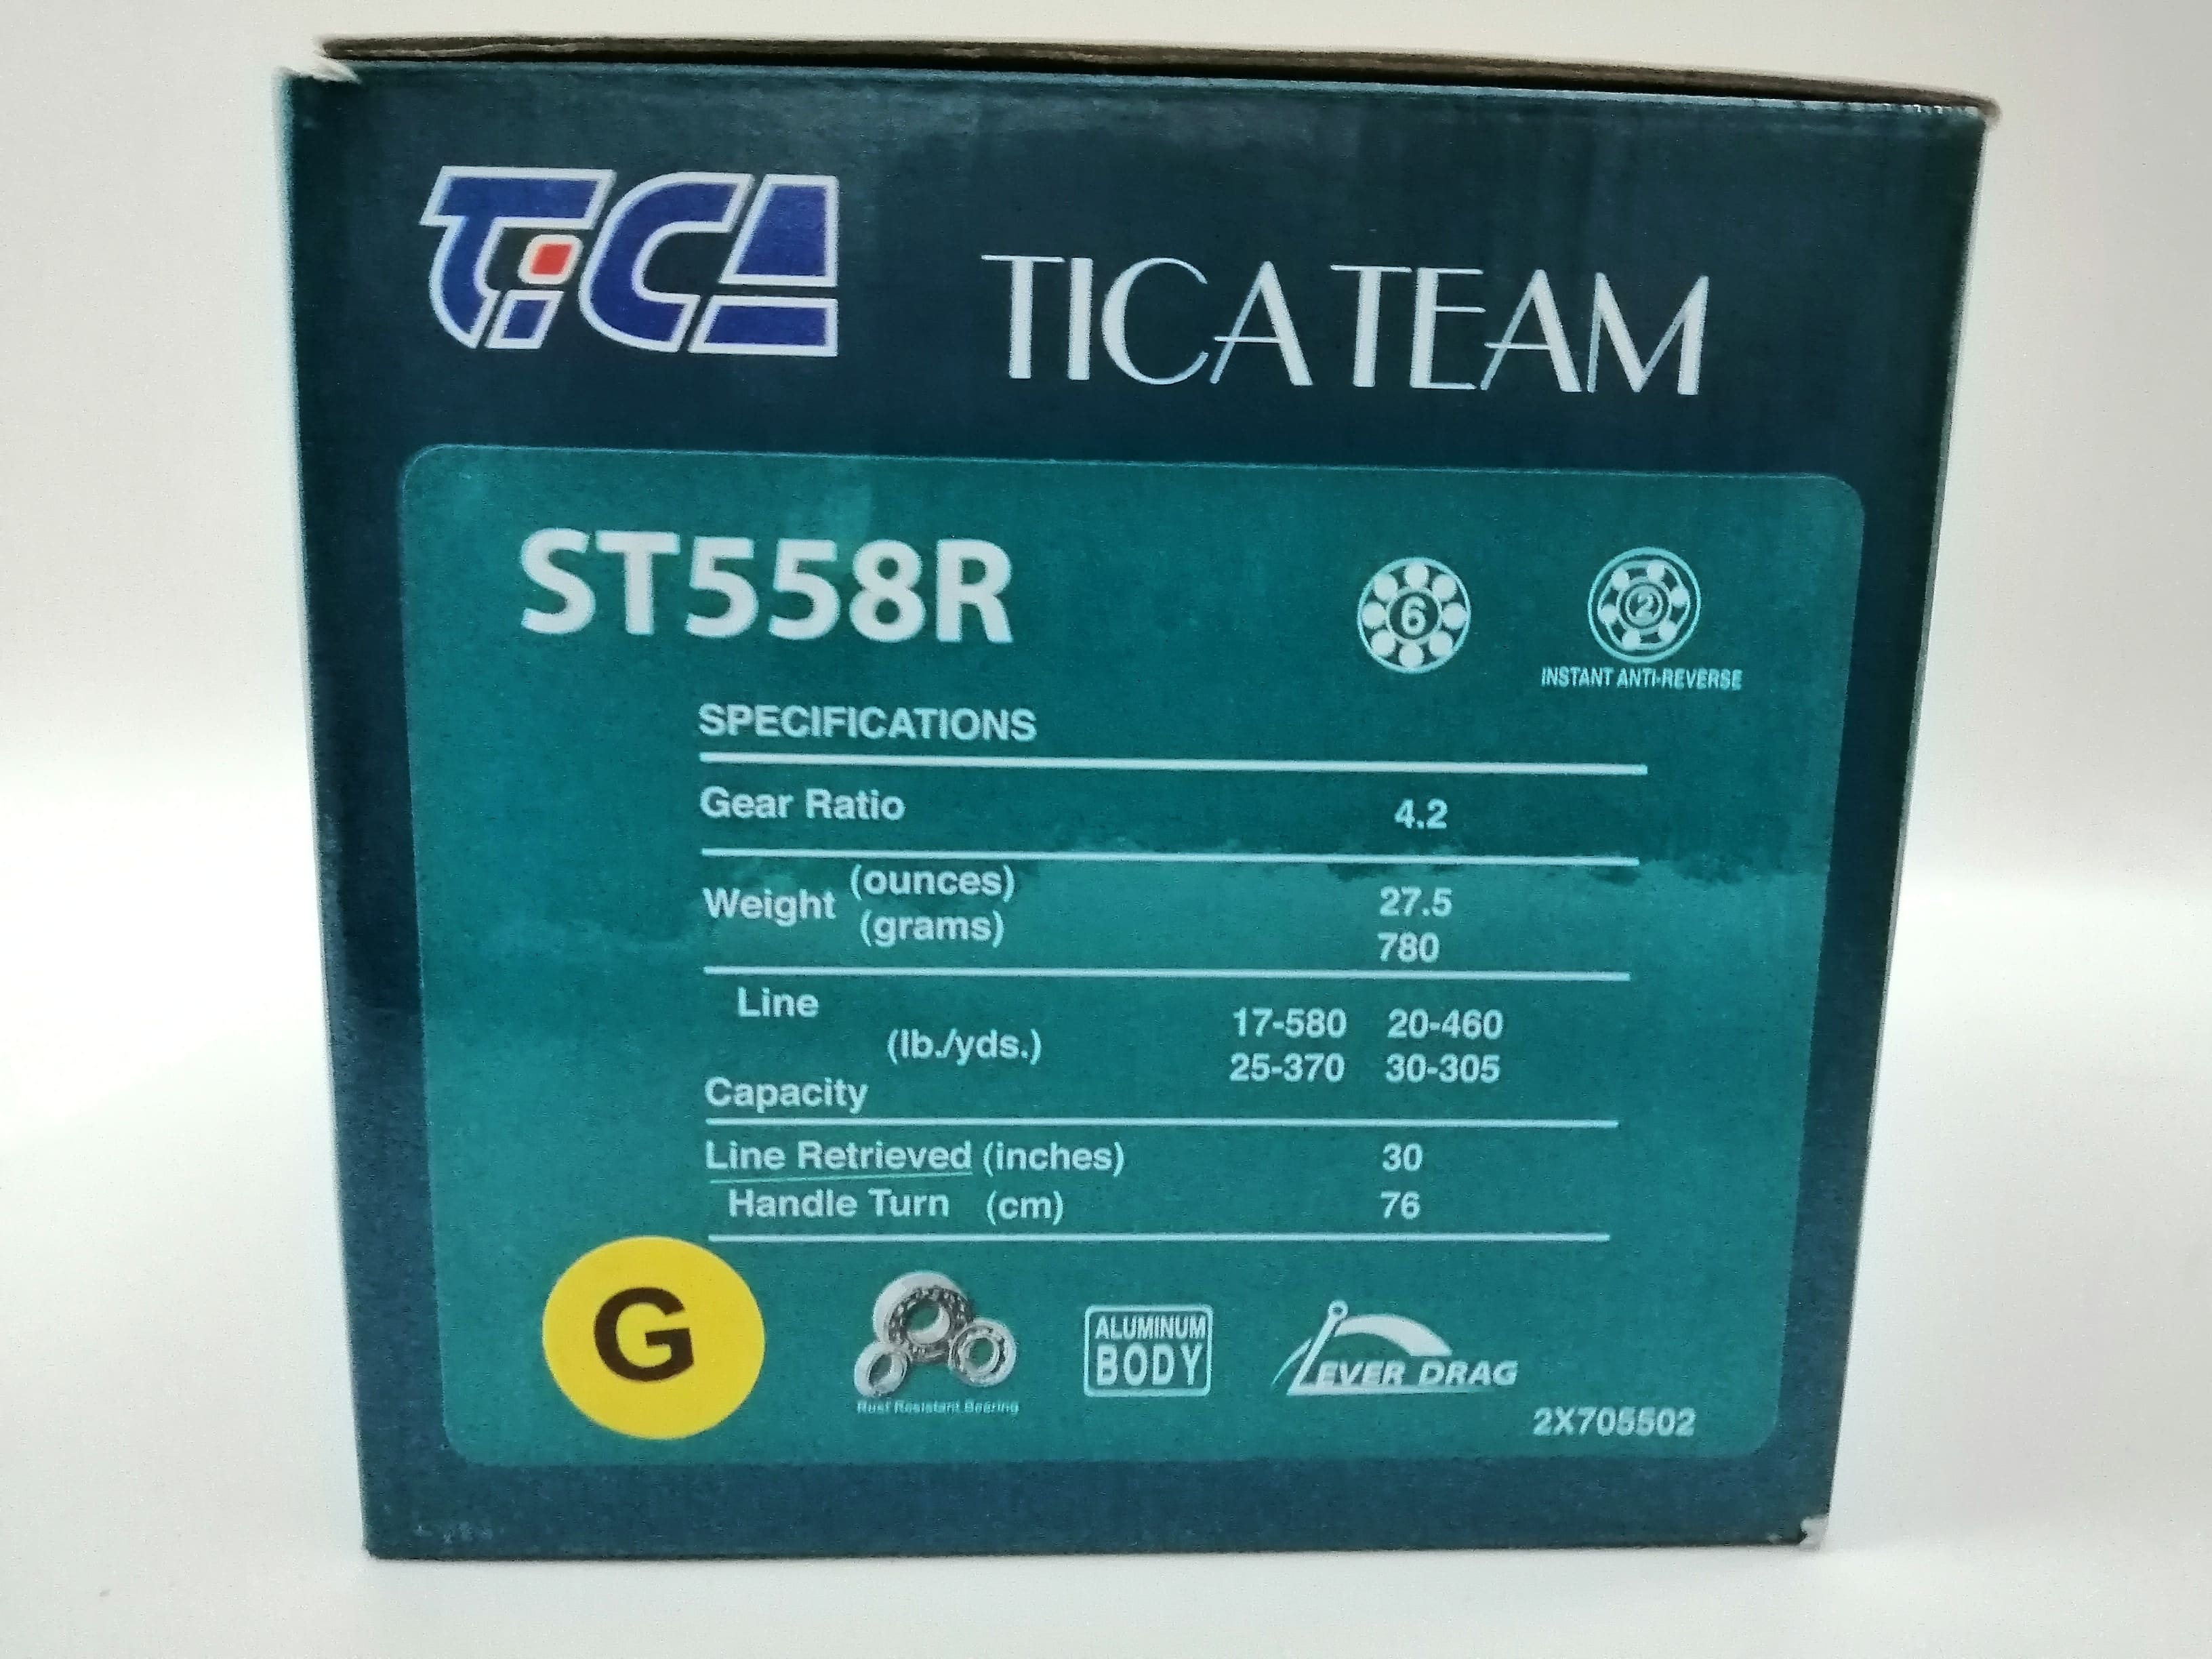 TiCA
TICA TEAM
ST558R
6
2
INSTANT ANTI-REVERSE
SPECIFICATIONS
Gear Ratio 4.2
Weight (ounces) 27.5
(grams) 780
Line 17-580 20-460
(lb./yds.) 25-370 30-305
Capacity
Line Retrieved (inches) 30
Handle Turn (cm) 76
G
Rust Resistant Bearing
ALUMINUM
BODY
LEVER DRAG
2X705502